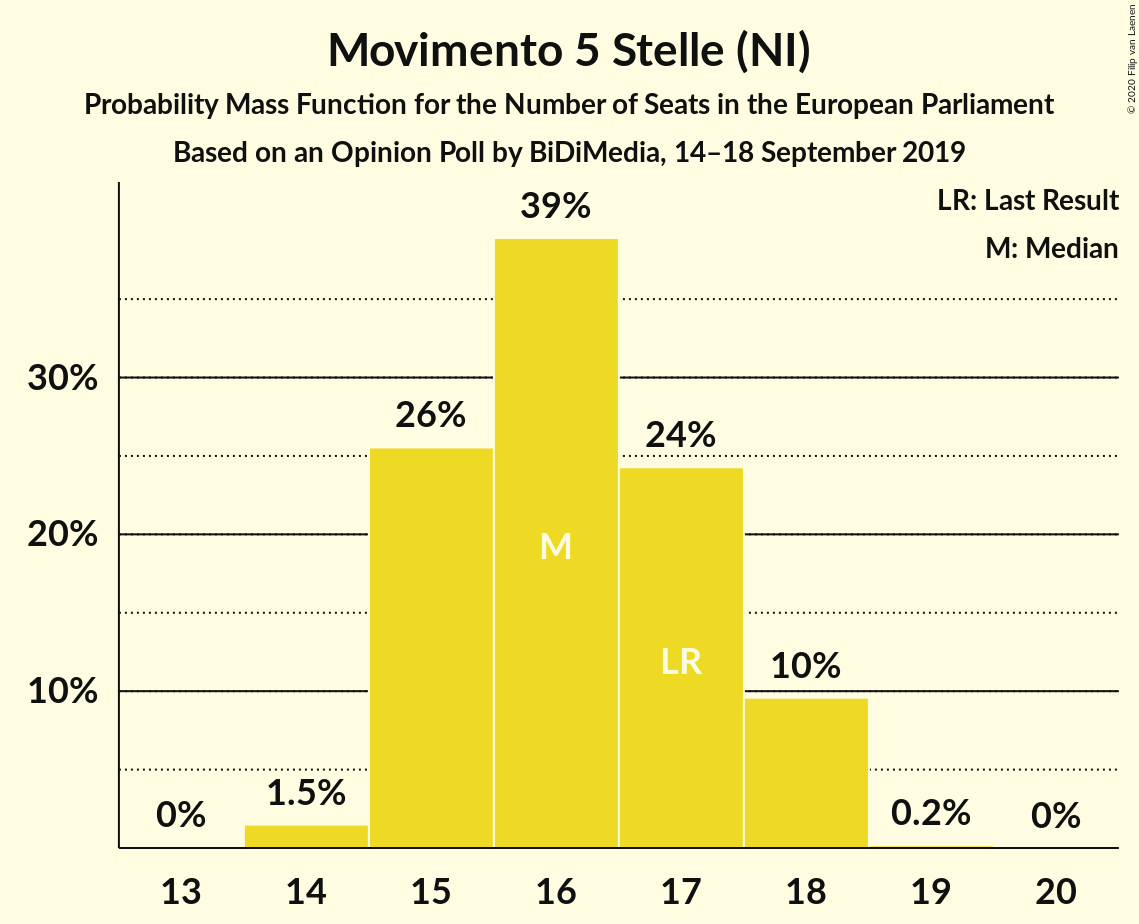 Movimento 5 Stelle (NI)
Probability Mass Function for the Number of Seats in the European Parliament
Based on an Opinion Poll by BiDiMedia, 14–18 September 2019
© 2020 Filip van Laenen
LR: Last Result
M: Median
39%
30%
26%
24%
20%
M
LR
10%
10%
1.5%
0%
0.2%
0%
13 14 15 16 17 18 19 20